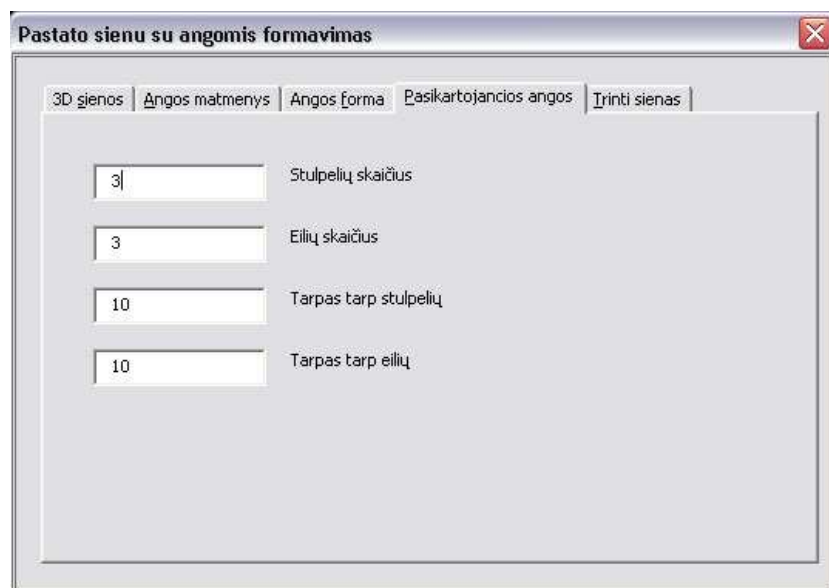 Pastato sienu su angomis formavimas
3D sienos Angos matmenys Angos forma Pasikartojancios angos Trinti sienas
3 Stulpelių skaičius
3 Eilių skaičius
10 Tarpas tarp stulpelių
10 Tarpas tarp eilių